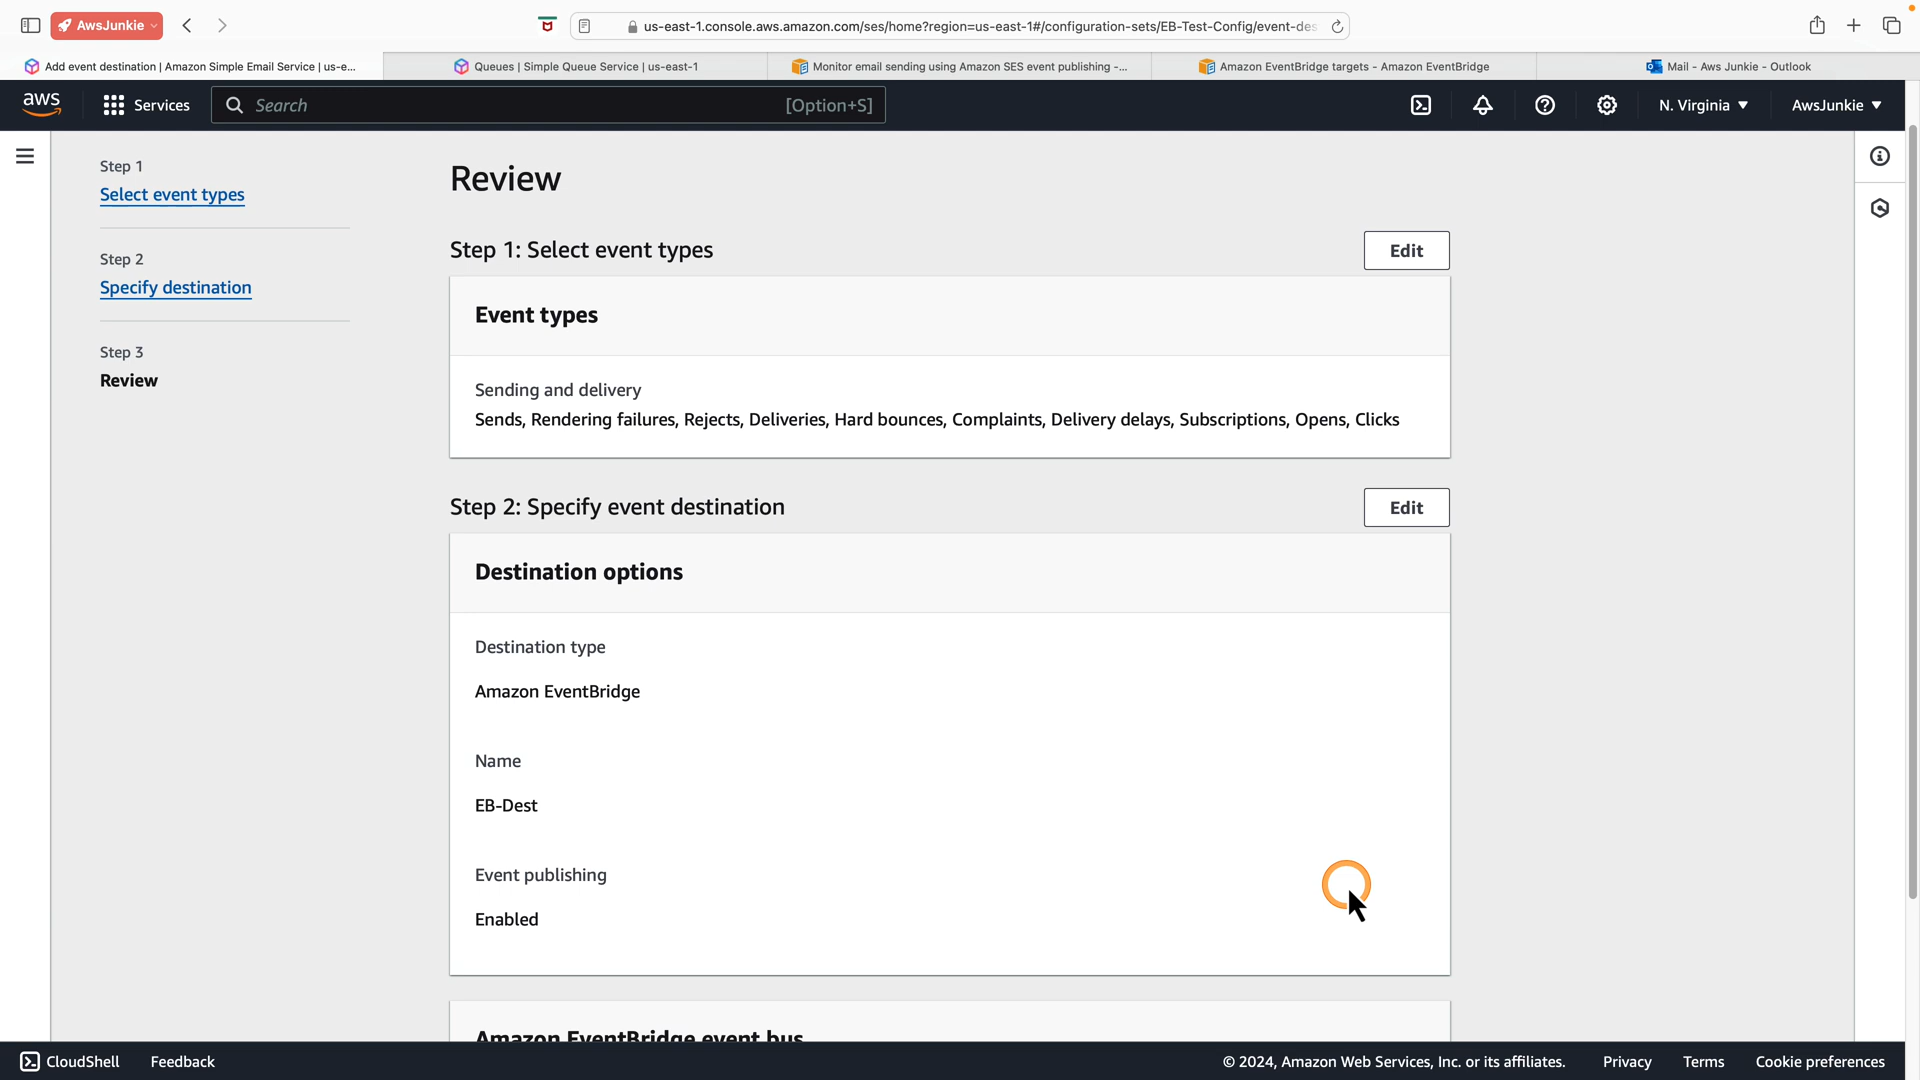 AwsJunkie
us-east-1.console.aws.amazon.com/ses/home?region=us-east-1#/configuration-sets/EB-Test-Config/event-des
Add event destination | Amazon Simple Email Service | us-e...
Queues | Simple Queue Service | us-east-1
Monitor email sending using Amazon SES event publishing -...
Amazon EventBridge targets - Amazon EventBridge
Mail - Aws Junkie - Outlook
aws
Services
Search
[Option+S]
N. Virginia
AwsJunkie
Step 1
Select event types
Step 2
Specify destination
Step 3
Review
Review
Step 1: Select event types
Edit
Event types
Sending and delivery
Sends, Rendering failures, Rejects, Deliveries, Hard bounces, Complaints, Delivery delays, Subscriptions, Opens, Clicks
Step 2: Specify event destination
Edit
Destination options
Destination type
Amazon EventBridge
Name
EB-Dest
Event publishing
Enabled
Amazon EventBridge event bus
CloudShell
Feedback
© 2024, Amazon Web Services, Inc. or its affiliates.
Privacy
Terms
Cookie preferences